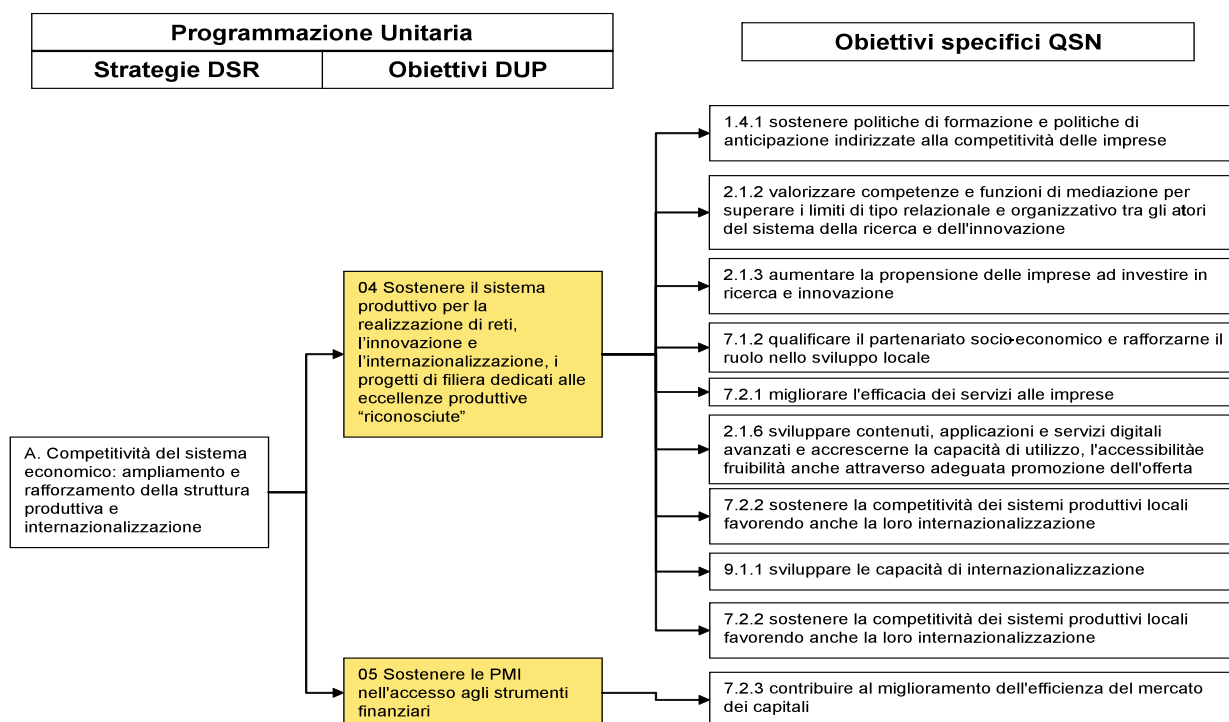 Programmazione Unitaria
Strategie DSR
Obiettivi DUP
Obiettivi specifici QSN
A. Competitività del sistema
economico: ampliamento e
rafforzamento della struttura
produttiva e
internazionalizzazione
04 Sostenere il sistema
produttivo per la
realizzazione di reti,
l'innovazione e
l'internazionalizzazione, i
progetti di filiera dedicati alle
eccellenze produttive
“riconosciute”
05 Sostenere le PMI
nell'accesso agli strumenti
finanziari
1.4.1 sostenere politiche di formazione e politiche di
anticipazione indirizzate alla competitività delle imprese
2.1.2 valorizzare competenze e funzioni di mediazione per
superare i limiti di tipo relazionale e organizzativo tra gli atori
del sistema della ricerca e dell'innovazione
2.1.3 aumentare la propensione delle imprese ad investire in
ricerca e innovazione
7.1.2 qualificare il partenariato socio-economico e rafforzarne il
ruolo nello sviluppo locale
7.2.1 migliorare l'efficacia dei servizi alle imprese
2.1.6 sviluppare contenuti, applicazioni e servizi digitali
avanzati e accrescerne la capacità di utilizzo, l'accessibilitàe
fruibilità anche attraverso adeguata promozione dell'offerta
7.2.2 sostenere la competitività dei sistemi produttivi locali
favorendo anche la loro internazionalizzazione
9.1.1 sviluppare le capacità di internazionalizzazione
7.2.2 sostenere la competitività dei sistemi produttivi locali
favorendo anche la loro internazionalizzazione
7.2.3 contribuire al miglioramento dell'efficienza del mercato
dei capitali